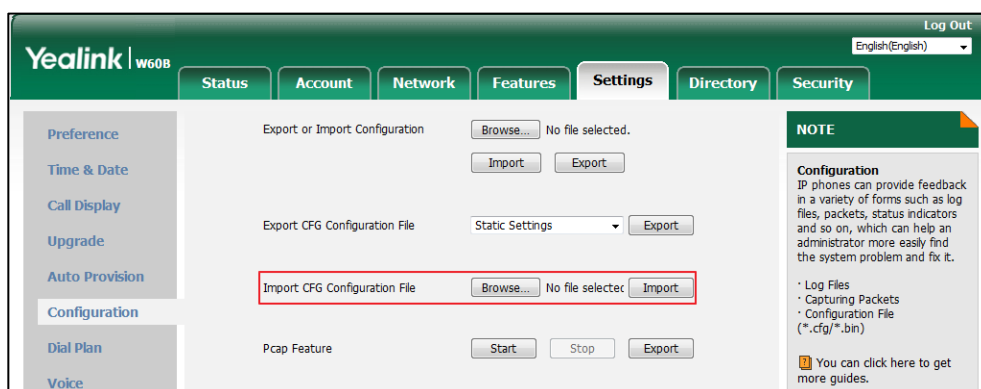 Log Out
English(English)
Yealink W60B
Status Account Network Features Settings Directory Security
Preference
Time & Date
Call Display
Upgrade
Auto Provision
Configuration
Dial Plan
Voice
Export or Import Configuration Browse... No file selected.
Import Export
Export CFG Configuration File Static Settings Export
Import CFG Configuration File Browse... No file selected Import
Pcap Feature Start Stop Export
NOTE
Configuration
IP phones can provide feedback
in a variety of forms such as log
files, packets, status indicators
and so on, which can help an
administrator more easily find
the system problem and fix it.
· Log Files
· Capturing Packets
· Configuration File
(*.cfg/*.bin)
You can click here to get
more guides.